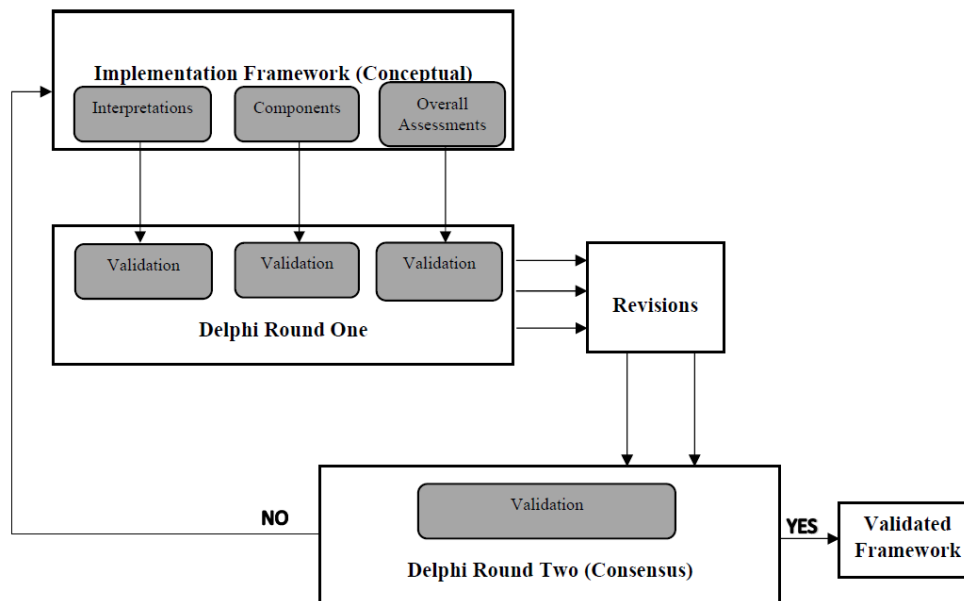 Implementation Framework (Conceptual)
Interpretations
Components
Overall
Assessments
Validation
Validation
Validation
Delphi Round One
Revisions
Validation
Delphi Round Two (Consensus)
NO
YES
Validated
Framework